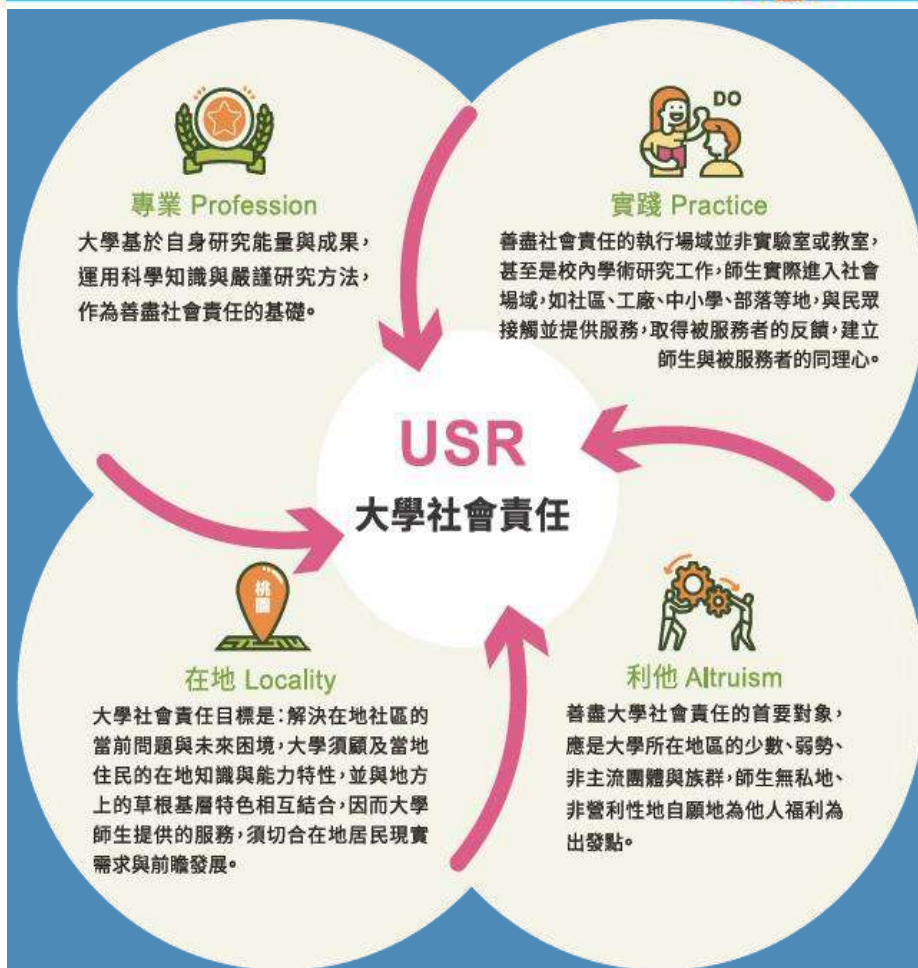 專業 Profession
大學基於自身研究能量與成果，
運用科學知識與嚴謹研究方法，
作為善盡社會責任的基礎。
DO
實踐 Practice
善盡社會責任的執行場域並非實驗室或教室，
甚至是校內學術研究工作，師生實際進入社會
場域，如社區、工廠、中小學、部落等地，與民眾
接觸並提供服務，取得被服務者的反饋，建立
師生與被服務者的同理心。
USR
大學社會責任
桃園
在地 Locality
大學社會責任目標是：解決在地社區的
當前問題與未來困境，大學須顧及當地
住民的在地知識與能力特性，並與地方
上的草根基層特色相互結合，因而大學
師生提供的服務，須切合在地居民現實
需求與前瞻發展。
利他 Altruism
善盡大學社會責任的首要對象，
應是大學所在地區的少數、弱勢、
非主流團體與族群，師生無私地、
非營利性地自願地為他人福利為
出發點。